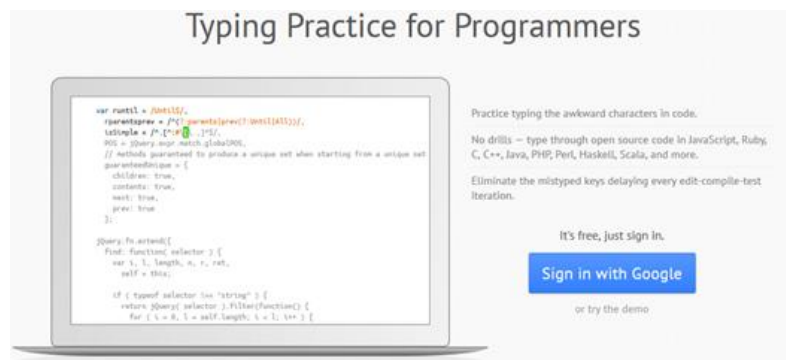 Typing Practice for Programmers
var runtil = /Until$/,
rparentsprev = /^(?:parents|prev(?:Until|All))/,
isSimple = /^.[^:#\[\.,]*$/,
POS = jQuery.expr.match.globalPOS,
// methods guaranteed to produce a unique set when starting from a unique set
guaranteedUnique = {
children: true,
contents: true,
next: true,
prev: true
};
jQuery.fn.extend({
find: function( selector ) {
var i, l, length, n, r, ret,
self = this;
if ( typeof selector !== "string" ) {
return jQuery( selector ).filter(function() {
for ( i = 0, l = self.length; i < l; i++ ) {
Practice typing the awkward characters in code.
No drills — type through open source code in JavaScript, Ruby,
C, C++, Java, PHP, Perl, Haskell, Scala, and more.
Eliminate the mistyped keys delaying every edit-compile-test
iteration.
It's free, just sign in.
Sign in with Google
or try the demo